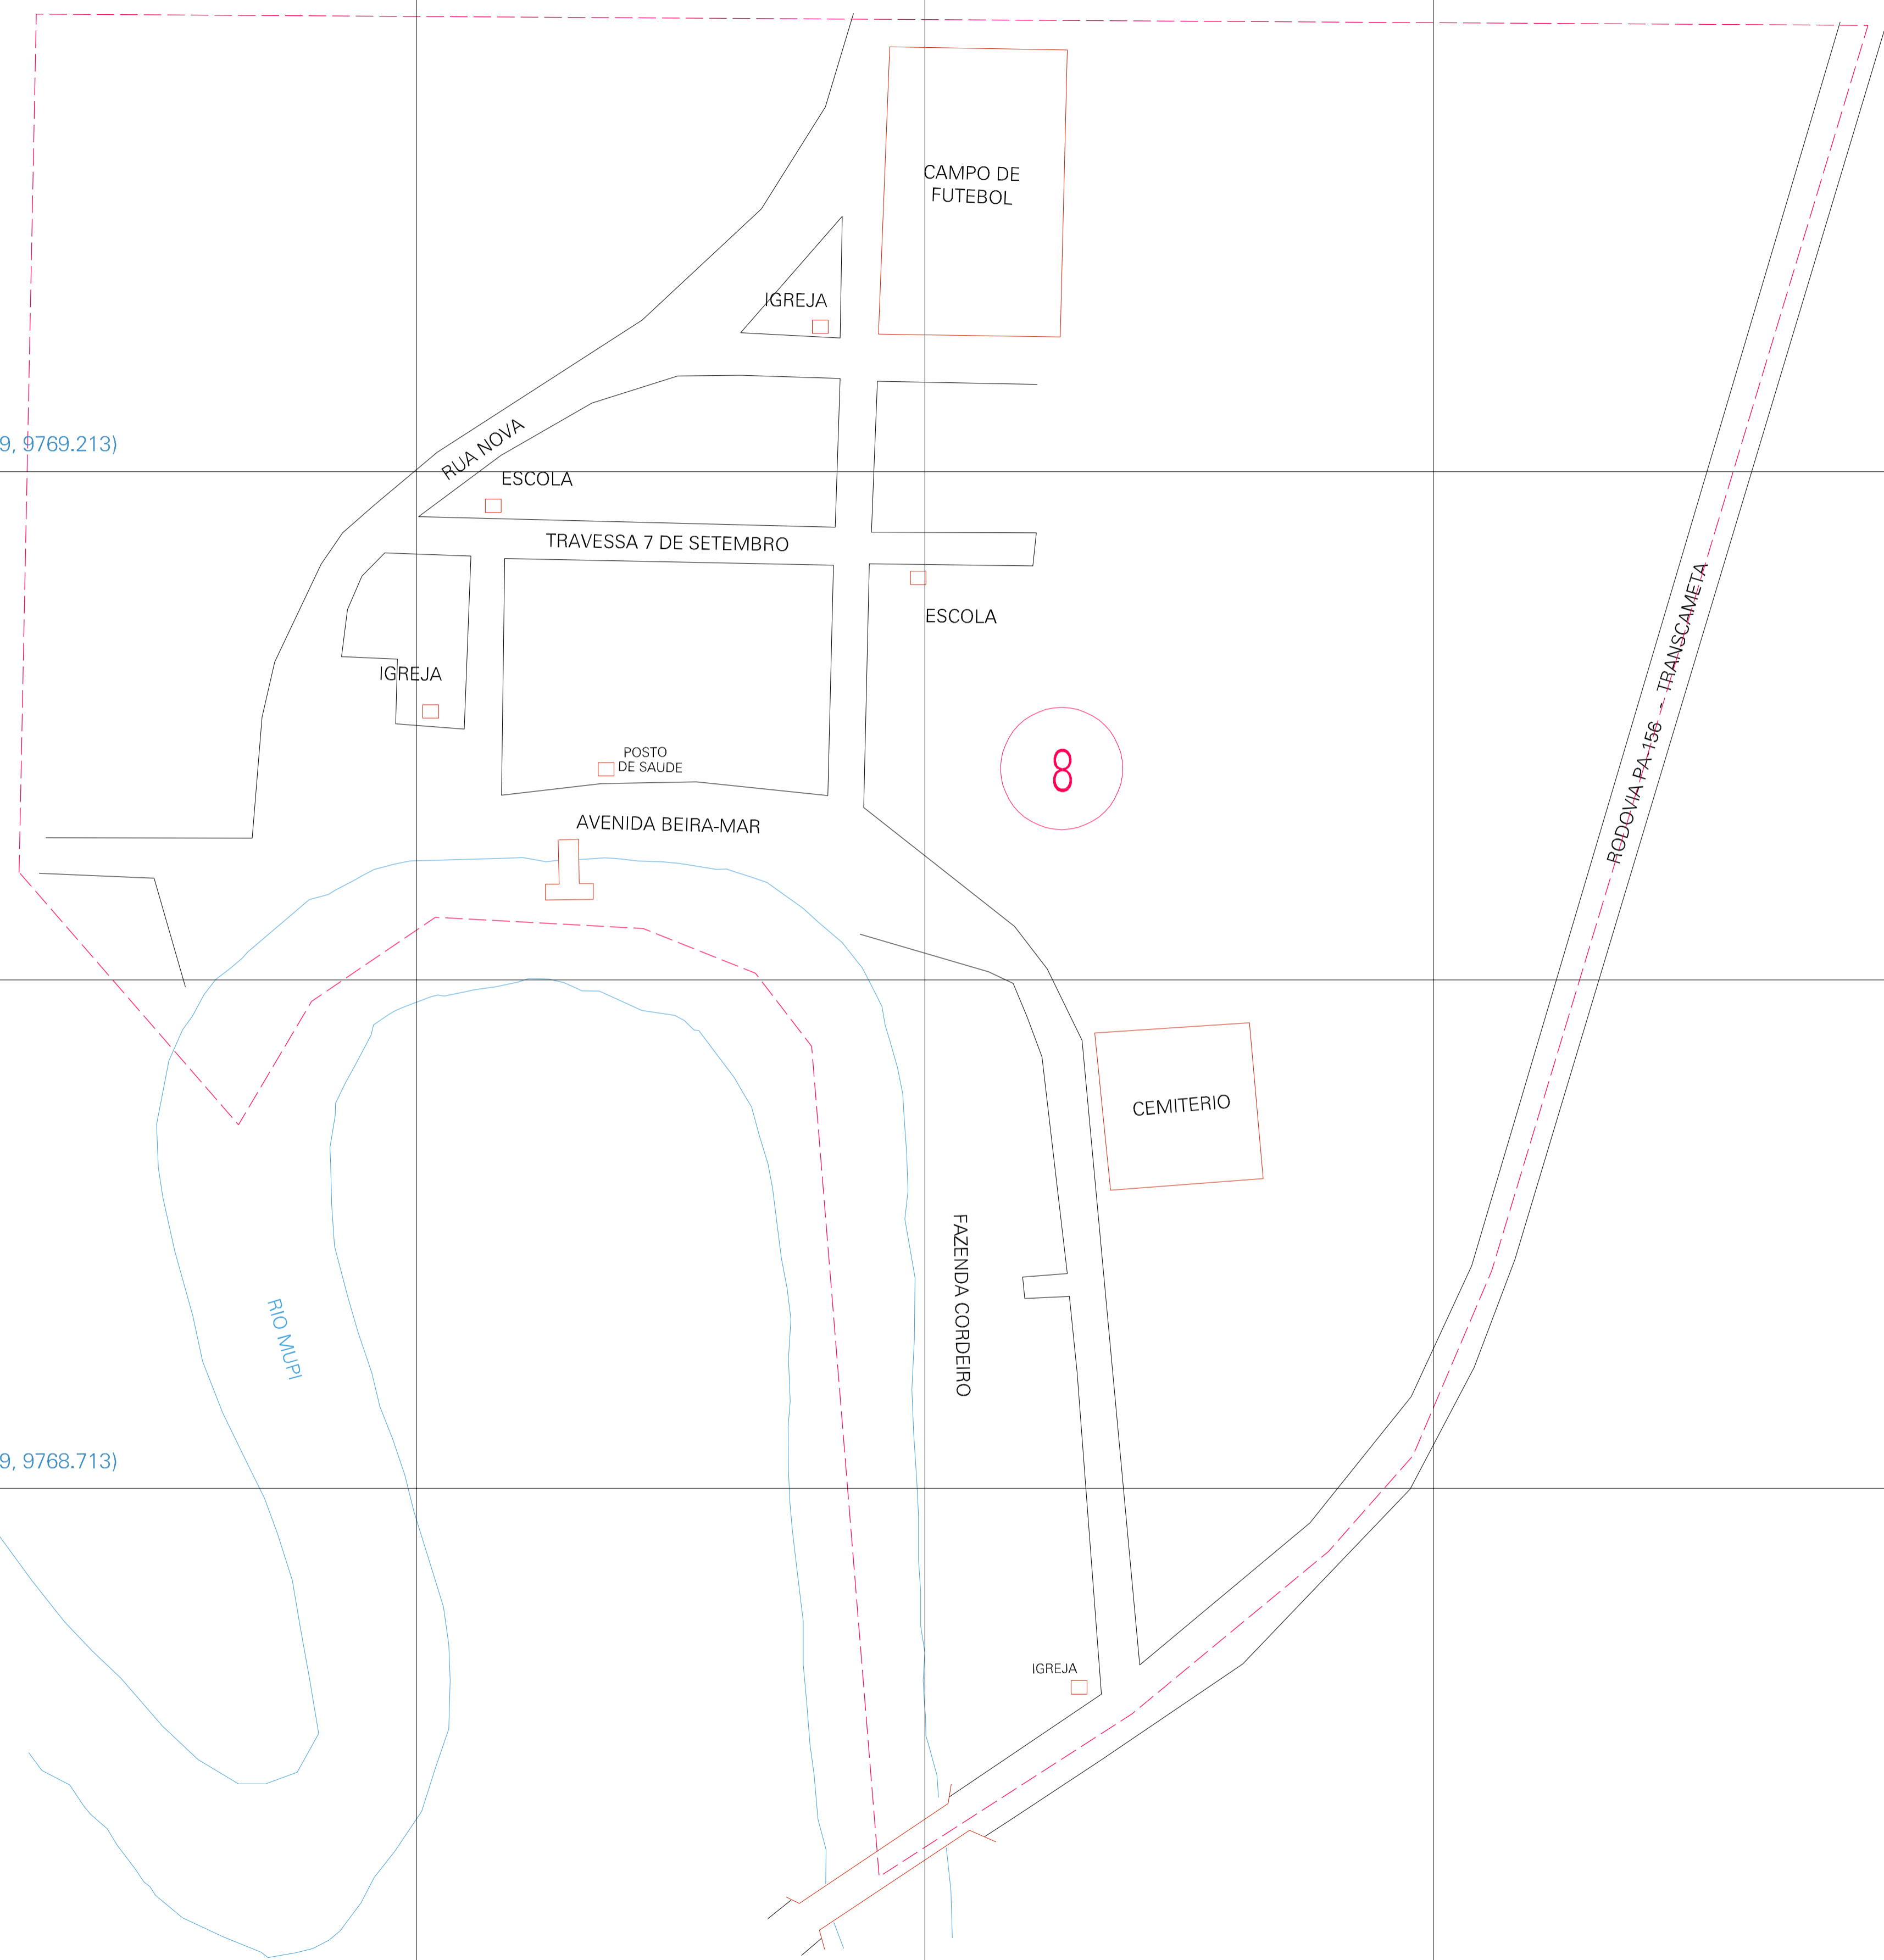 CAMPO DE
FUTEBOL
IGREJA
RUA NOVA
9, 9769.213)
ESCOLA
TRAVESSA 7 DE SETEMBRO
ESCOLA
IGREJA
RODOVIA PA-156 - TRANSCAMETA
POSTO
DE SAUDE
8
AVENIDA BEIRA-MAR
CEMITERIO
FAZENDA CORDEIRO
RIO MUPI
9, 9768.713)
IGREJA